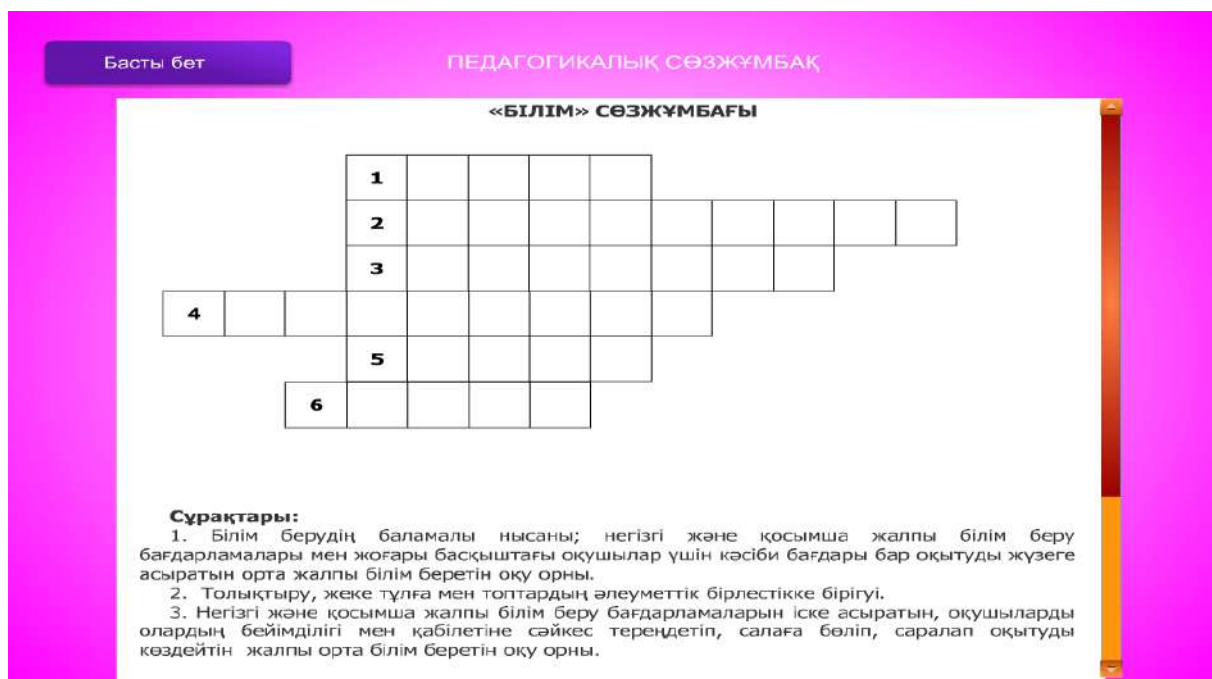 Басты бет
ПЕДАГОГИКАЛЫҚ СӨЗЖҰМБАҚ
«БІЛІМ» СӨЗЖҰМБАҒЫ
1
2
3
4
5
6
Сұрақтары:
1. Білім берудің баламалы нысаны; негізгі және қосымша жалпы білім беру
бағдарламалары мен жоғары басқыштағы оқушылар үшін кәсіби бағдары бар оқытуды жүзеге
асыратын орта жалпы білім беретін оқу орны.
2. Толықтыру, жеке тұлға мен топтардың әлеуметтік бірлестікке бірігуі.
3. Негізгі және қосымша жалпы білім беру бағдарламаларын іске асыратын, оқушыларды
олардың бейімділігі мен қабілетіне сәйкес тереңдетіп, салаға бөліп, саралап оқытуды
көздейтін жалпы орта білім беретін оқу орны.